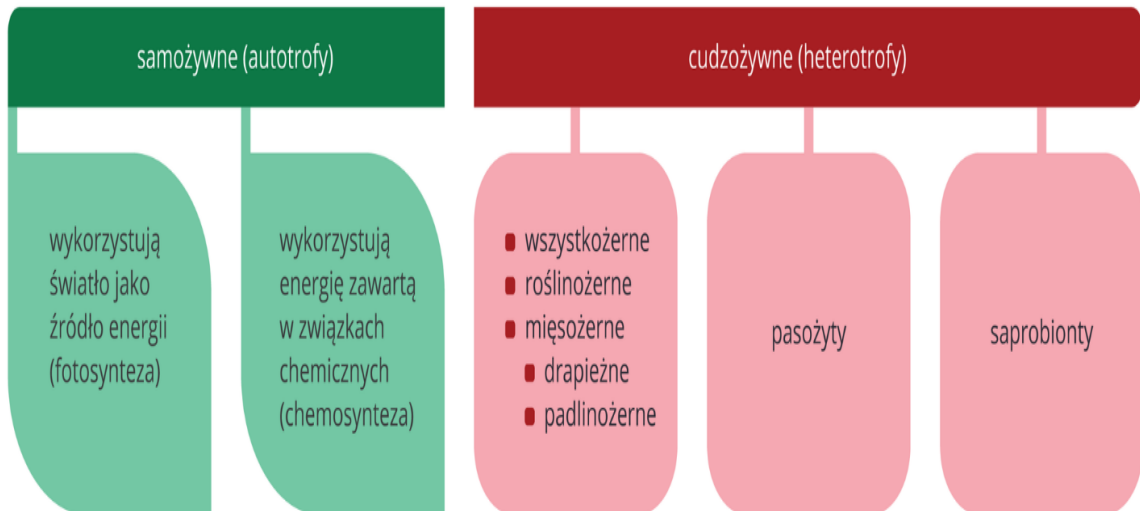 samożywne (autotrofy)
cudzożywne (heterotrofy)
wykorzystują
światło jako
źródło energii
(fotosynteza)
wykorzystują
energię zawartą
w związkach
chemicznych
(chemosynteza)
wszystkożerne
roślinożerne
mięsożerne
drapieżne
padlinożerne
pasożyty
saprobionty